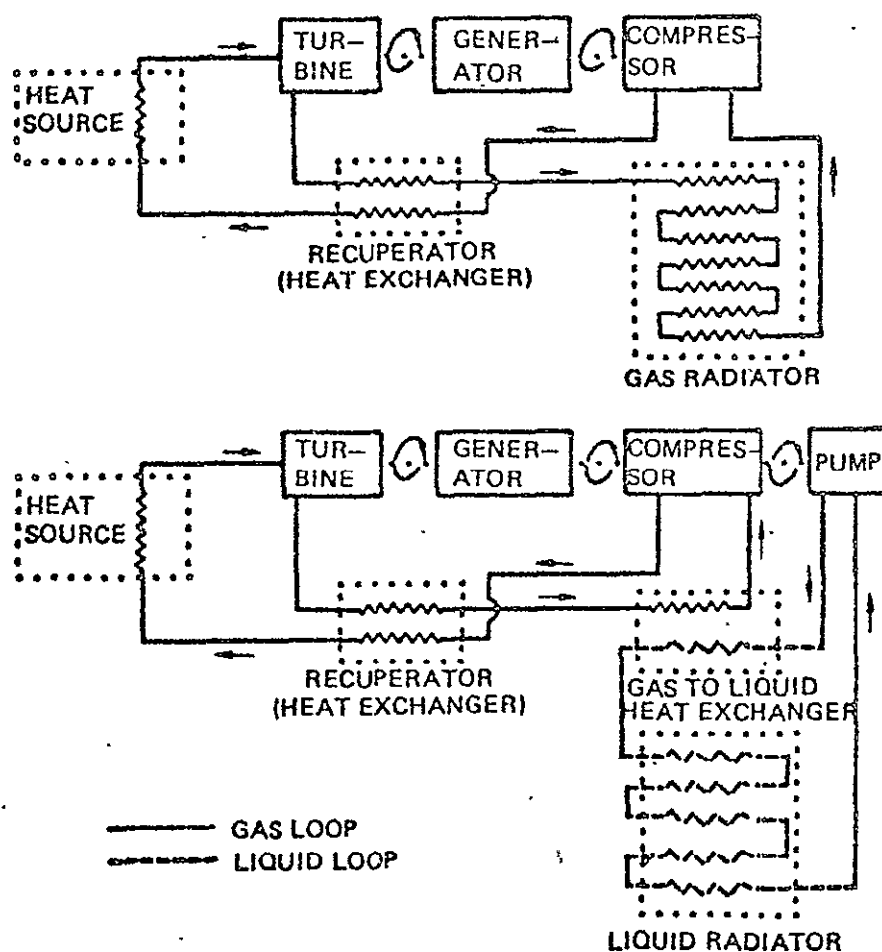 TUR-
BINE
GENER-
ATOR
COMPRES-
SOR
HEAT
SOURCE
RECUPERATOR
(HEAT EXCHANGER)
GAS RADIATOR
TUR-
BINE
GENER-
ATOR
COMPRES-
SOR
PUMP
HEAT
SOURCE
RECUPERATOR
(HEAT EXCHANGER)
GAS TO LIQUID
HEAT EXCHANGER
GAS LOOP
LIQUID LOOP
LIQUID RADIATOR